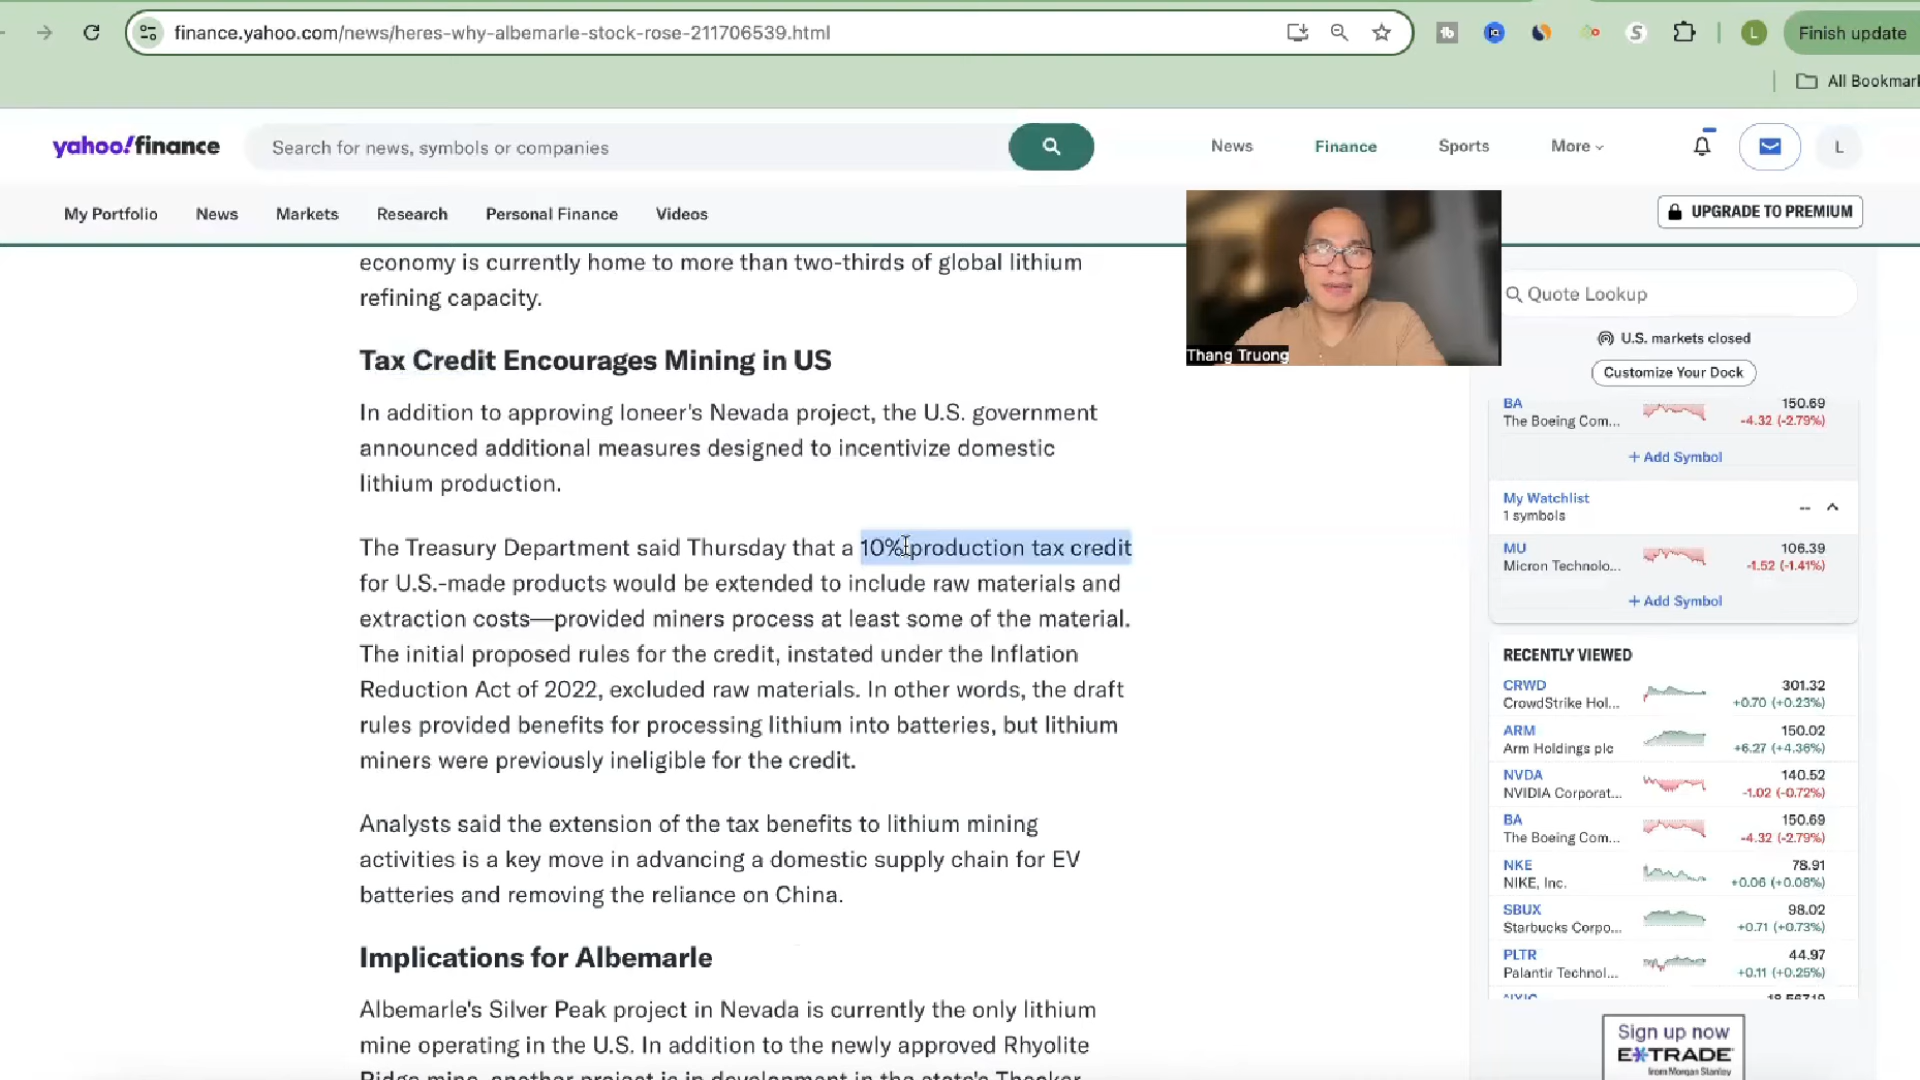 finance.yahoo.com/news/heres-why-albemarle-stock-rose-211706539.html
L
Finish update
All Bookmark
yahoo!finance
Search for news, symbols or companies
News
Finance
Sports
More
L
My Portfolio
News
Markets
Research
Personal Finance
Videos
UPGRADE TO PREMIUM
economy is currently home to more than two-thirds of global lithium
refining capacity.
Tax Credit Encourages Mining in US
In addition to approving Ioneer's Nevada project, the U.S. government
announced additional measures designed to incentivize domestic
lithium production.
The Treasury Department said Thursday that a 10% production tax credit
for U.S.-made products would be extended to include raw materials and
extraction costs—provided miners process at least some of the material.
The initial proposed rules for the credit, instated under the Inflation
Reduction Act of 2022, excluded raw materials. In other words, the draft
rules provided benefits for processing lithium into batteries, but lithium
miners were previously ineligible for the credit.
Analysts said the extension of the tax benefits to lithium mining
activities is a key move in advancing a domestic supply chain for EV
batteries and removing the reliance on China.
Implications for Albemarle
Albemarle's Silver Peak project in Nevada is currently the only lithium
mine operating in the U.S. In addition to the newly approved Rhyolite
Ridge mine, another project is in development in the state's Thacker
Thang Truong
Quote Lookup
U.S. markets closed
Customize Your Dock
BA 150.69
The Boeing Com... -4.32 (-2.79%)
+ Add Symbol
My Watchlist
1 symbols --
MU 106.39
Micron Technolo... -1.52 (-1.41%)
+ Add Symbol
RECENTLY VIEWED
CRWD 301.32
CrowdStrike Hol... +0.70 (+0.23%)
ARM 150.02
Arm Holdings plc +6.27 (+4.36%)
NVDA 140.52
NVIDIA Corporat... -1.02 (-0.72%)
BA 150.69
The Boeing Com... -4.32 (-2.79%)
NKE 78.91
NIKE, Inc. +0.06 (+0.08%)
SBUX 98.02
Starbucks Corpo... +0.71 (+0.73%)
PLTR 44.97
Palantir Technol... +0.11 (+0.25%)
Sign up now
E*TRADE
from Morgan Stanley